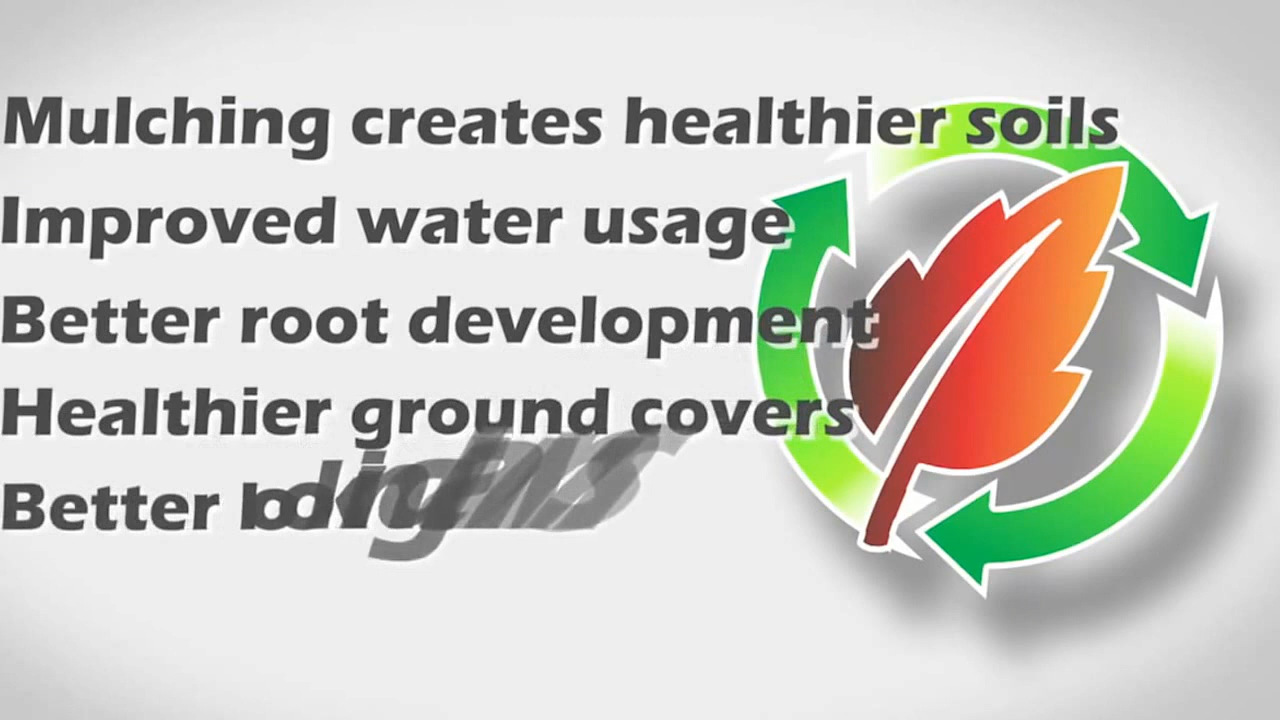 Mulching creates healthier soils
Improved water usage
Better root development
Healthier ground covers
Better